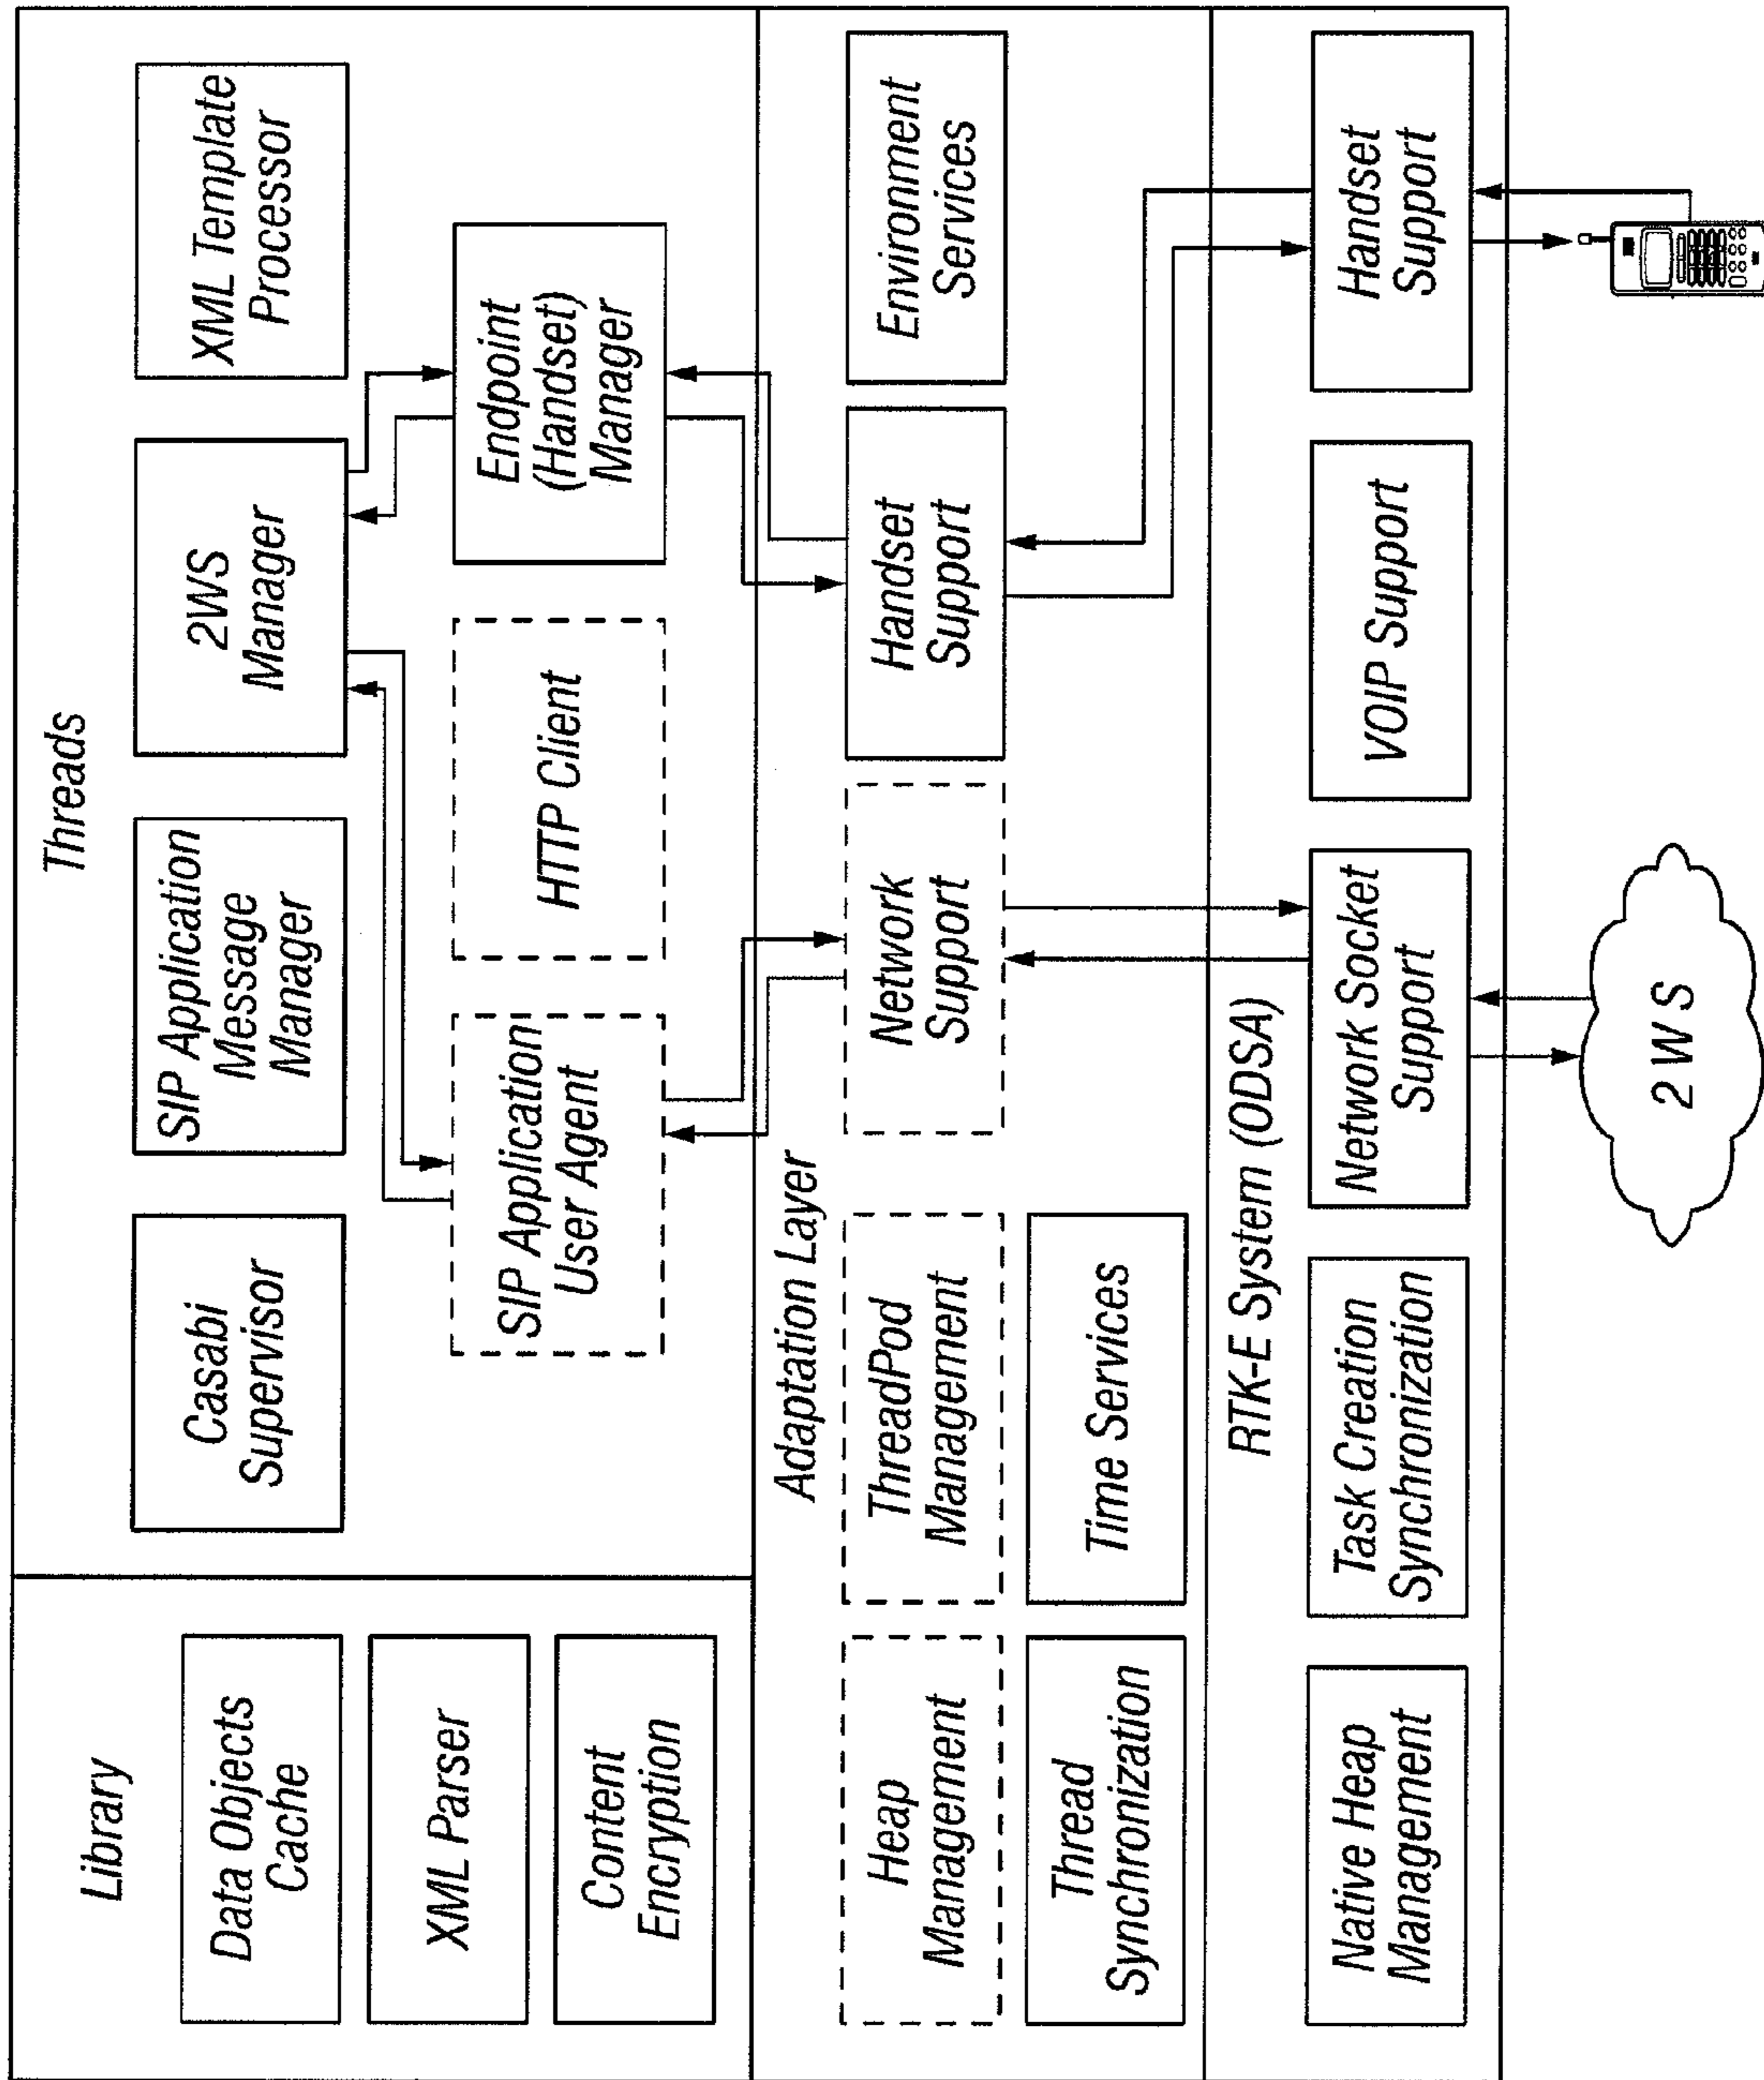 Library
Data Objects
Cache
XML Parser
Content
Encryption
Threads
Casabi
Supervisor
SIP Application
Message
Manager
2WS
Manager
XML Template
Processor
SIP Application
User Agent
HTTP Client
Endpoint
(Handset)
Manager
Adaptation Layer
Heap
Management
ThreadPod
Management
Network
Support
Handset
Support
Environment
Services
Thread
Synchronization
Time Services
RTK-E System (ODSA)
Native Heap
Management
Task Creation
Synchronization
Network Socket
Support
VOIP Support
Handset
Support
2 W S